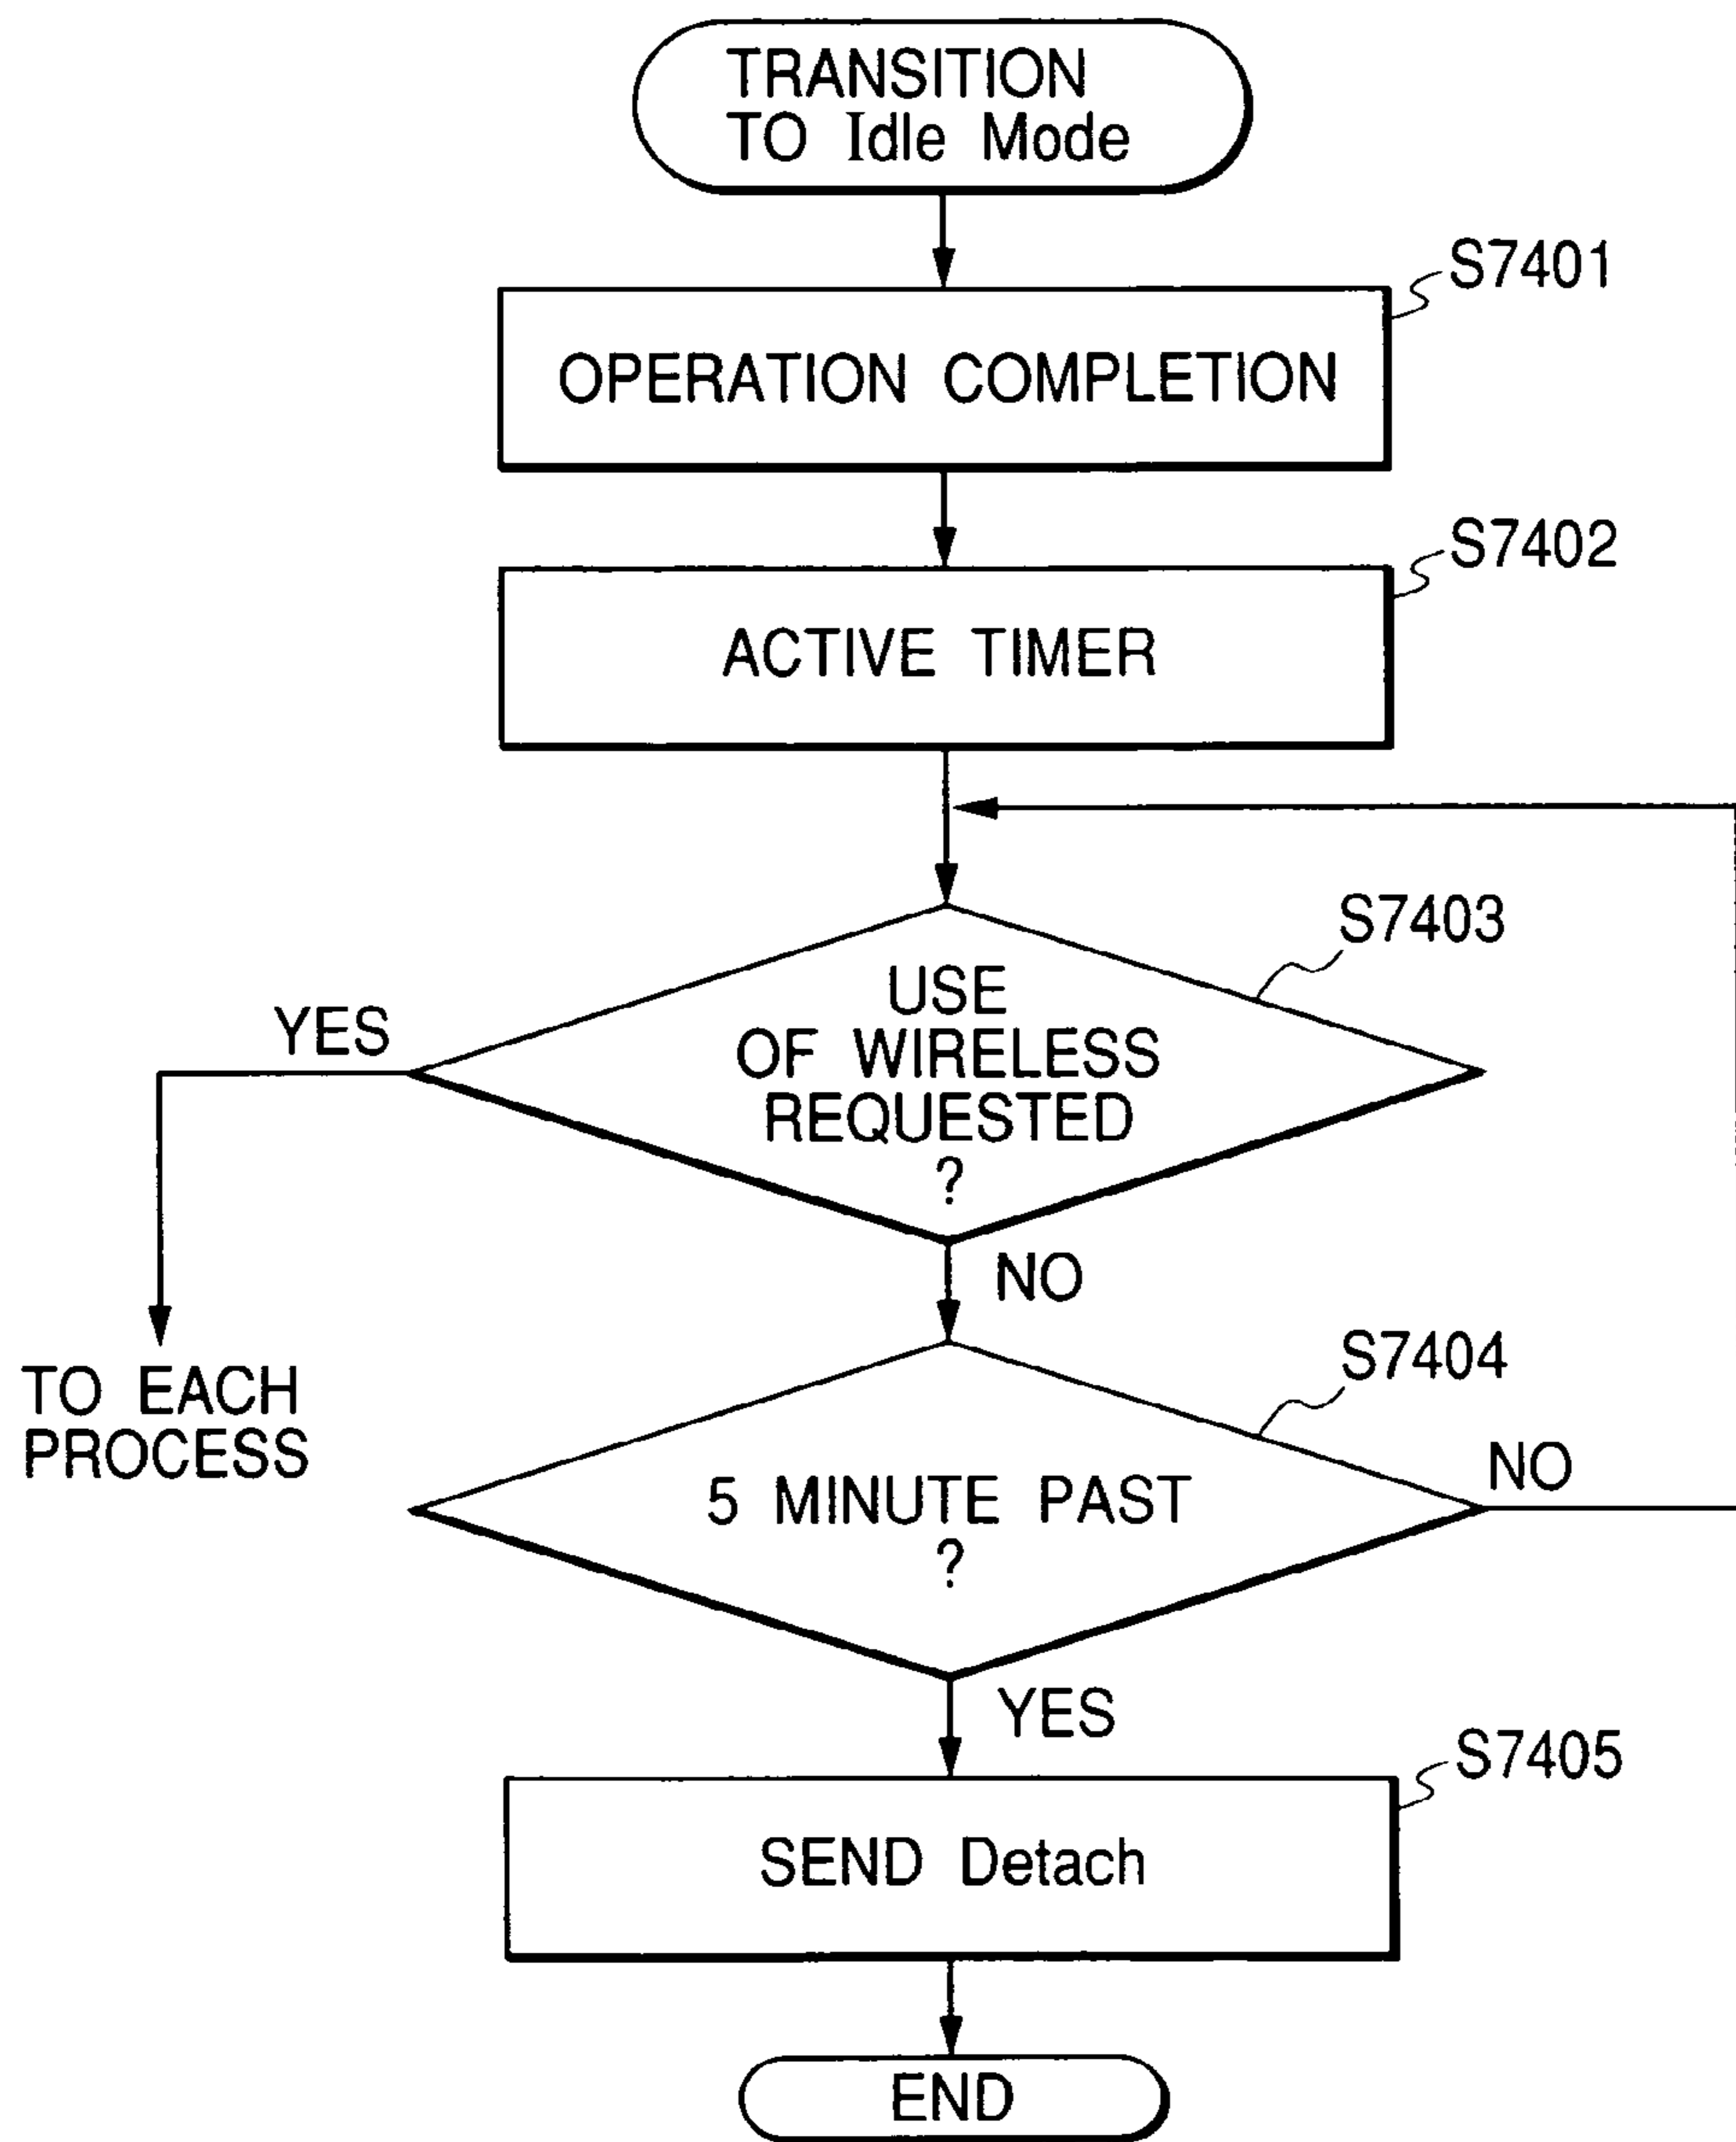 TRANSITION
TO Idle Mode
S7401
OPERATION COMPLETION
S7402
ACTIVE TIMER
S7403
USE
OF WIRELESS
REQUESTED
?
YES
NO
TO EACH
PROCESS
S7404
5 MINUTE PAST
?
NO
YES
S7405
SEND Detach
END